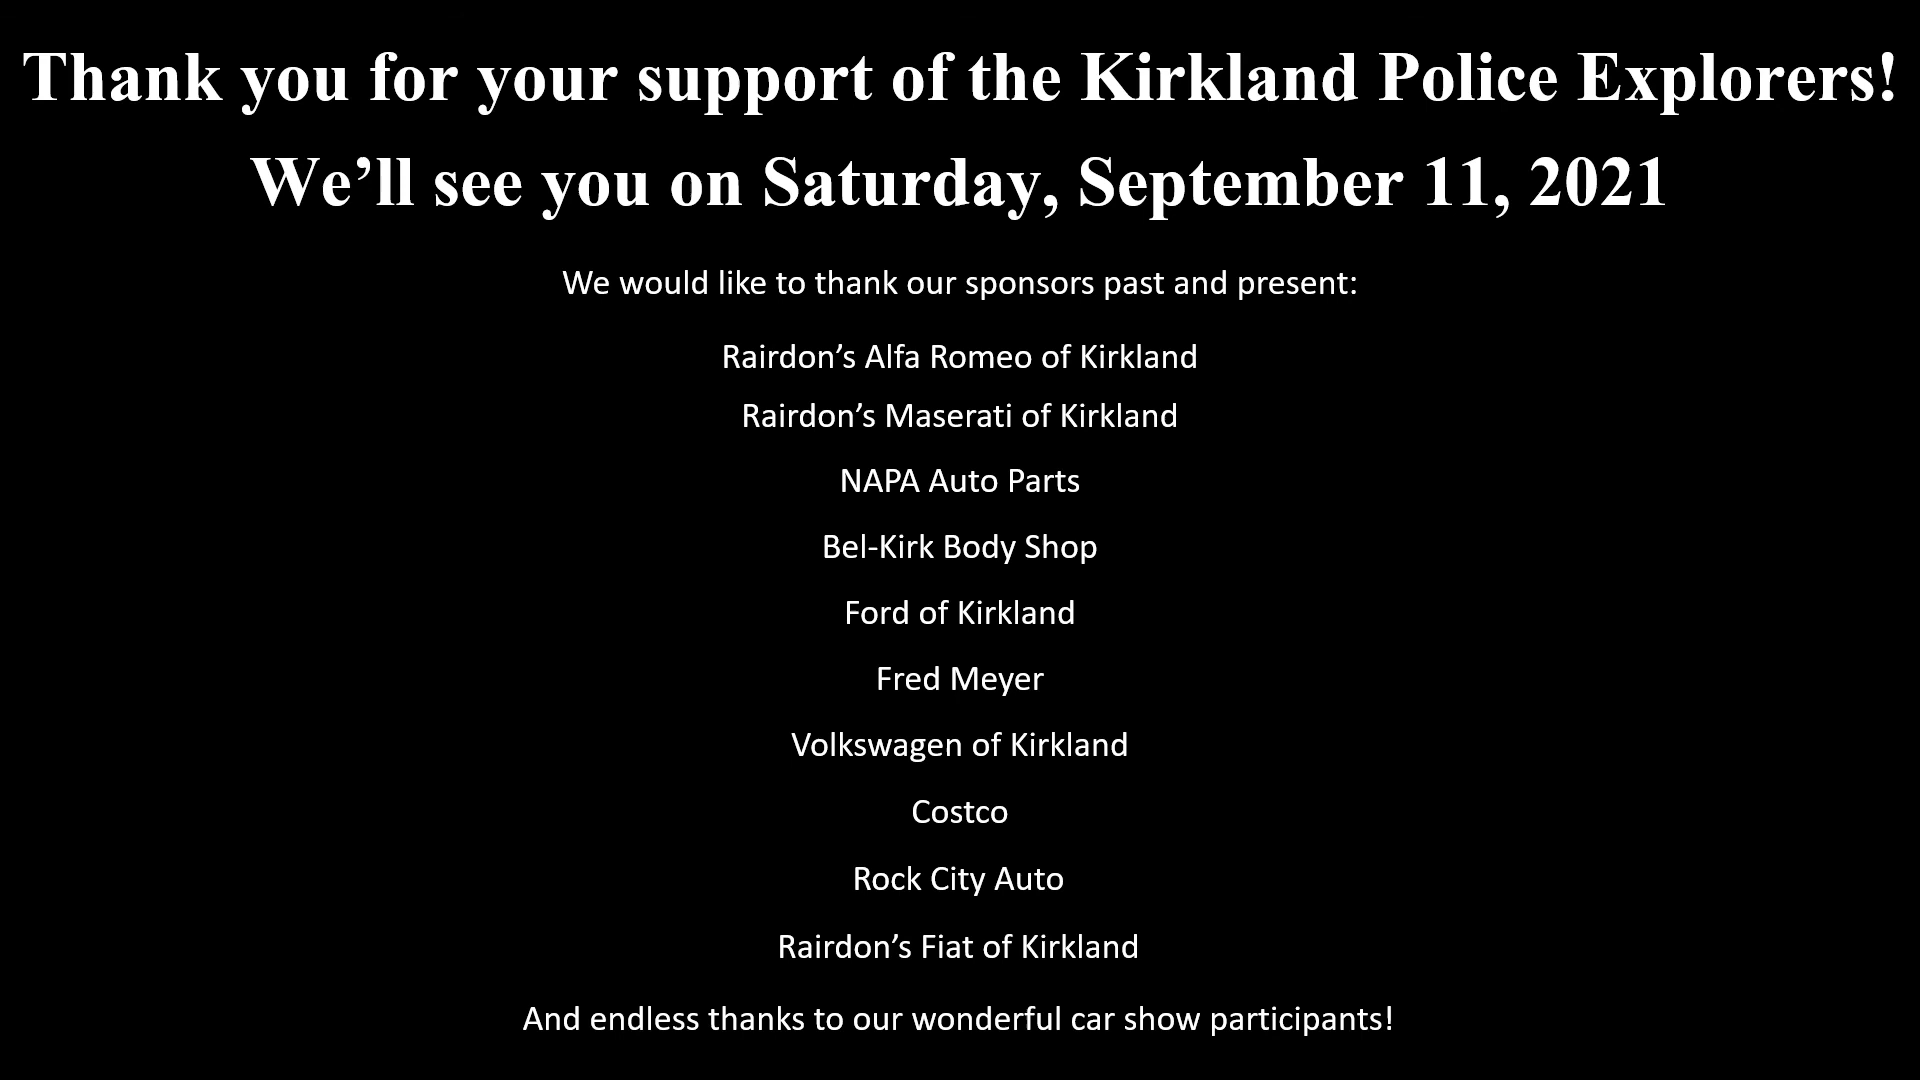 Thank you for your support of the Kirkland Police Explorers!
We’ll see you on Saturday, September 11, 2021
We would like to thank our sponsors past and present:
Rairdon’s Alfa Romeo of Kirkland
Rairdon’s Maserati of Kirkland
NAPA Auto Parts
Bel-Kirk Body Shop
Ford of Kirkland
Fred Meyer
Volkswagen of Kirkland
Costco
Rock City Auto
Rairdon’s Fiat of Kirkland
And endless thanks to our wonderful car show participants!